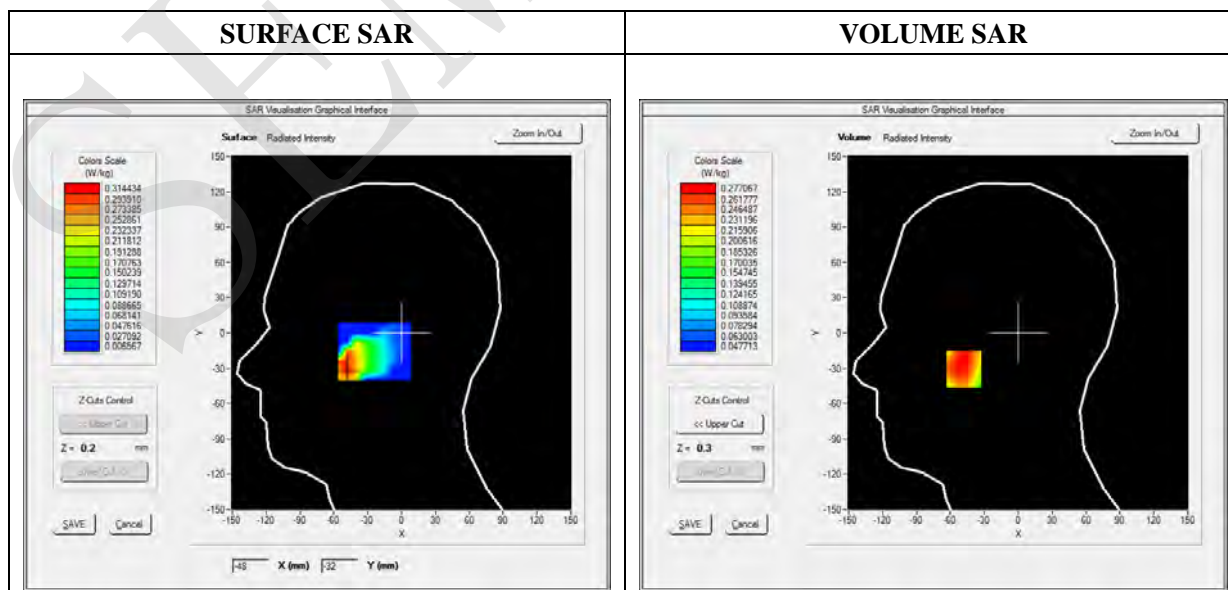 SURFACE SAR
VOLUME SAR
SAR Visualisation Graphical Interface
Surface Radiated Intensity
Zoom In/Out
Colors Scale
(W/kg)
0.314434
0.293910
0.273385
0.252861
0.232337
0.211812
0.191288
0.170763
0.150239
0.129714
0.109190
0.088665
0.068141
0.047616
0.027092
0.006567
Z-Cuts Control
<< Upper Cut
Z = 0.2 mm
SAVE Cancel
150
120
90
60
30
0
-30
-60
-90
-120
-150
Y
-150 -120 -90 -60 -30 0 30 60 90 120 150
X
-48 X (mm) -32 Y (mm)
SAR Visualisation Graphical Interface
Volume Radiated Intensity
Zoom In/Out
Colors Scale
(W/kg)
0.277067
0.261777
0.246487
0.231196
0.215906
0.200616
0.185326
0.170035
0.154745
0.139455
0.124165
0.108874
0.093584
0.078294
0.063003
0.047713
Z-Cuts Control
<< Upper Cut
Z = 0.3 mm
SAVE Cancel
150
120
90
60
30
0
-30
-60
-90
-120
-150
Y
-150 -120 -90 -60 -30 0 30 60 90 120 150
X